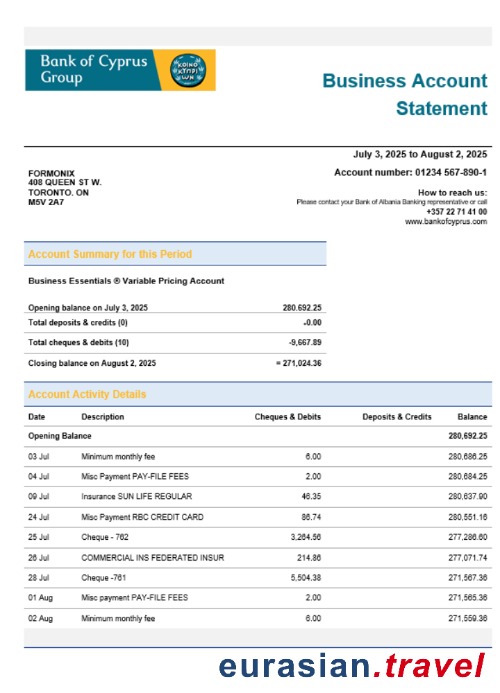 Bank of Cyprus
Group
KOINO
KYΠPI
ωN
Business Account
Statement
July 3, 2025 to August 2, 2025
FORMONIX
408 QUEEN ST W.
TORONTO. ON
M5V 2A7
Account number: 01234 567-890-1
How to reach us:
Please contact your Bank of Albania Banking representative or call
+357 22 71 41 00
www.bankofcyprus.com
Account Summary for this Period
Business Essentials ® Variable Pricing Account
Opening balance on July 3, 2025 280.692.25
Total deposits & credits (0) -0.00
Total cheques & debits (10) -9,667.89
Closing balance on August 2, 2025 = 271,024.36
Account Activity Details
Date Description Cheques & Debits Deposits & Credits Balance
Opening Balance 280,692.25
03 Jul Minimum monthly fee 6.00 280,686.25
04 Jul Misc Payment PAY-FILE FEES 2.00 280,684.25
09 Jul Insurance SUN LIFE REGULAR 46.35 280,637.90
24 Jul Misc Payment RBC CREDIT CARD 86.74 280,551.16
25 Jul Cheque - 762 3,264.56 277,286.60
26 Jul COMMERCIAL INS FEDERATED INSUR 214.86 277,071.74
28 Jul Cheque -761 5,504.38 271,567.36
01 Aug Misc payment PAY-FILE FEES 2.00 271,565.36
02 Aug Minimum monthly fee 6.00 271,559.36
eurasian.travel